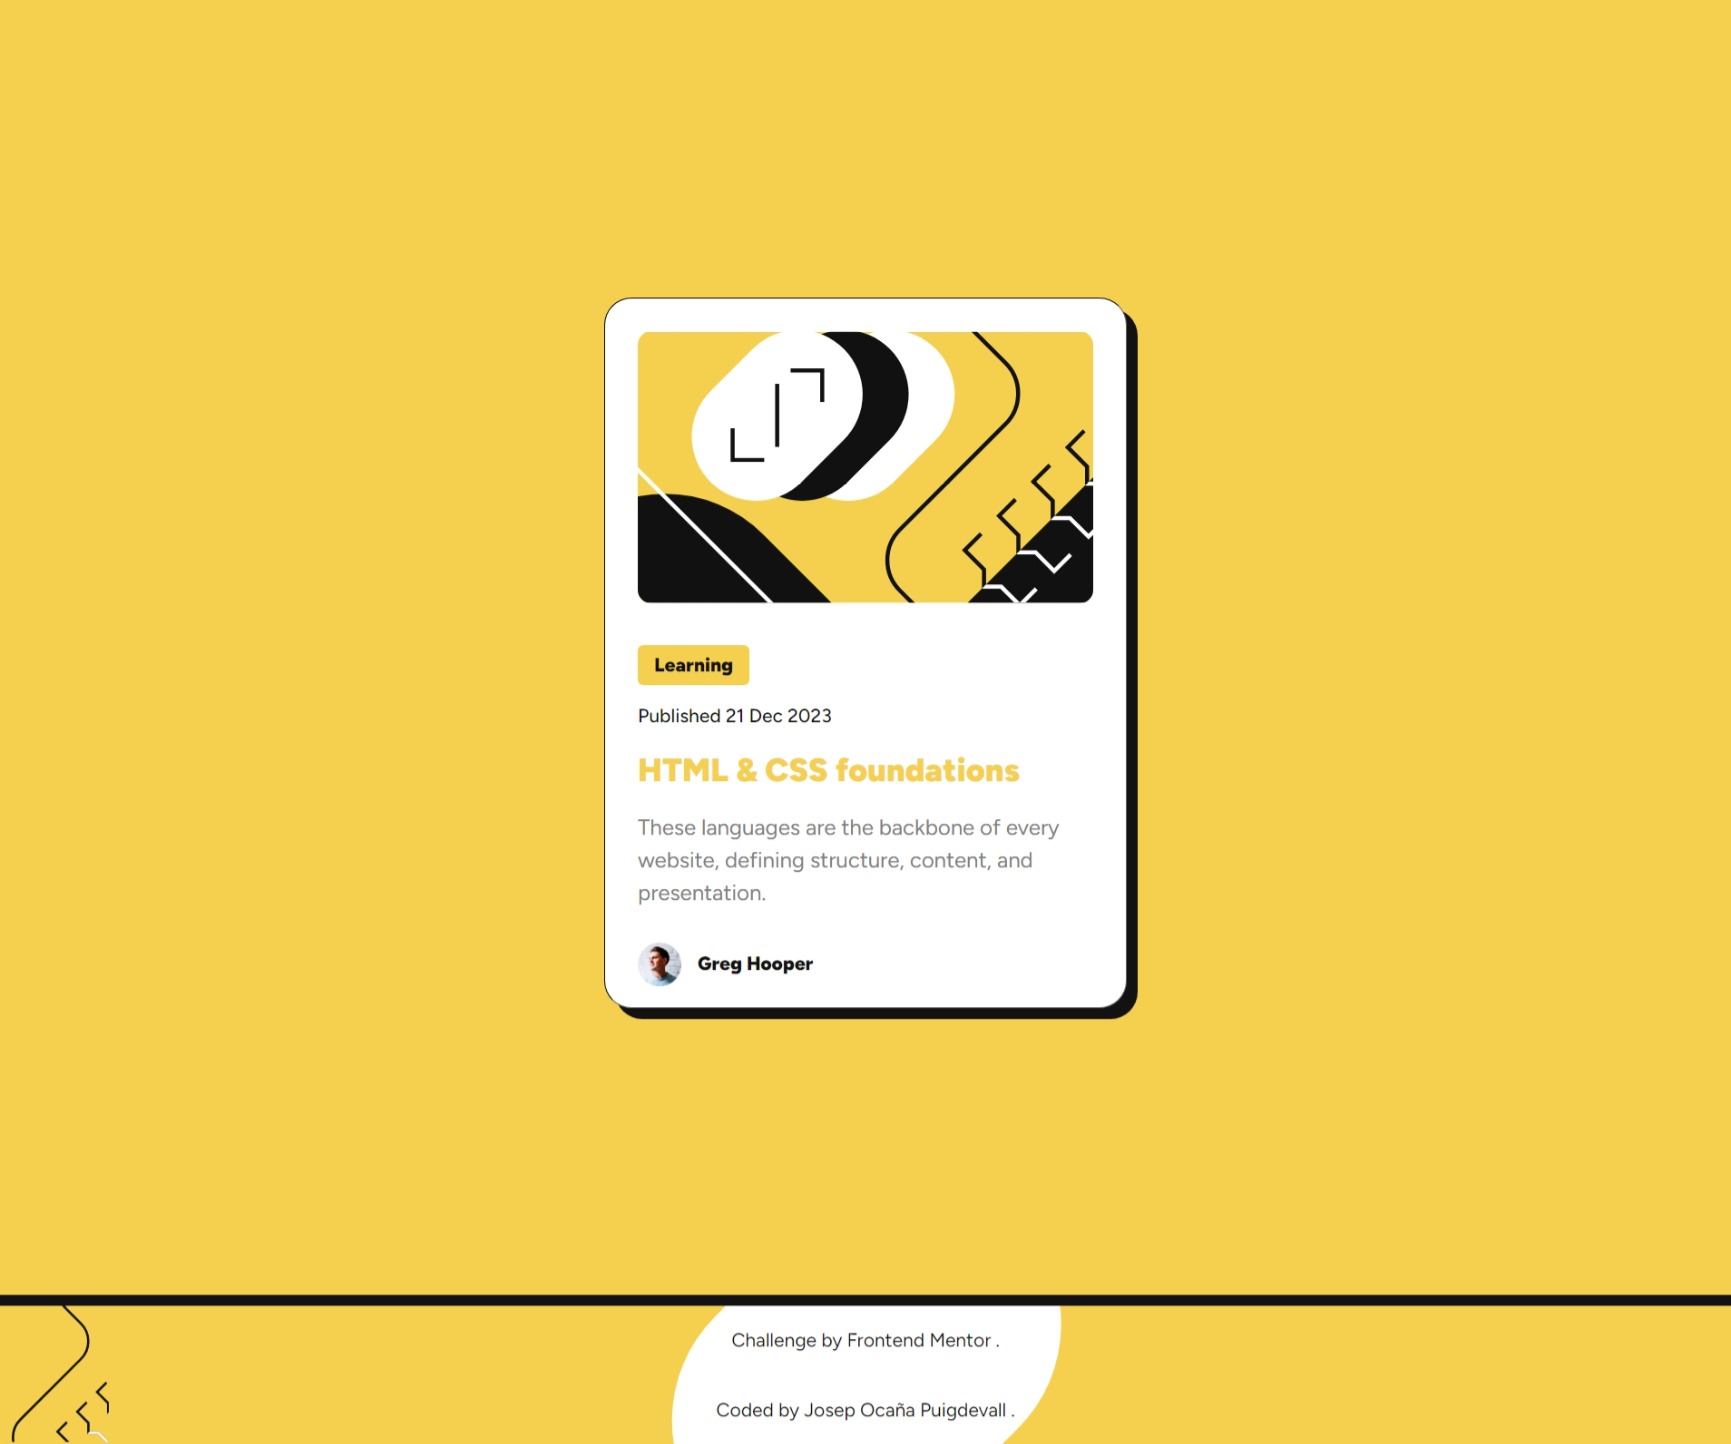 Learning
Published 21 Dec 2023
HTML & CSS foundations
These languages are the backbone of every
website, defining structure, content, and
presentation.
Greg Hooper
Challenge by Frontend Mentor .
Coded by Josep Ocaña Puigdevall .